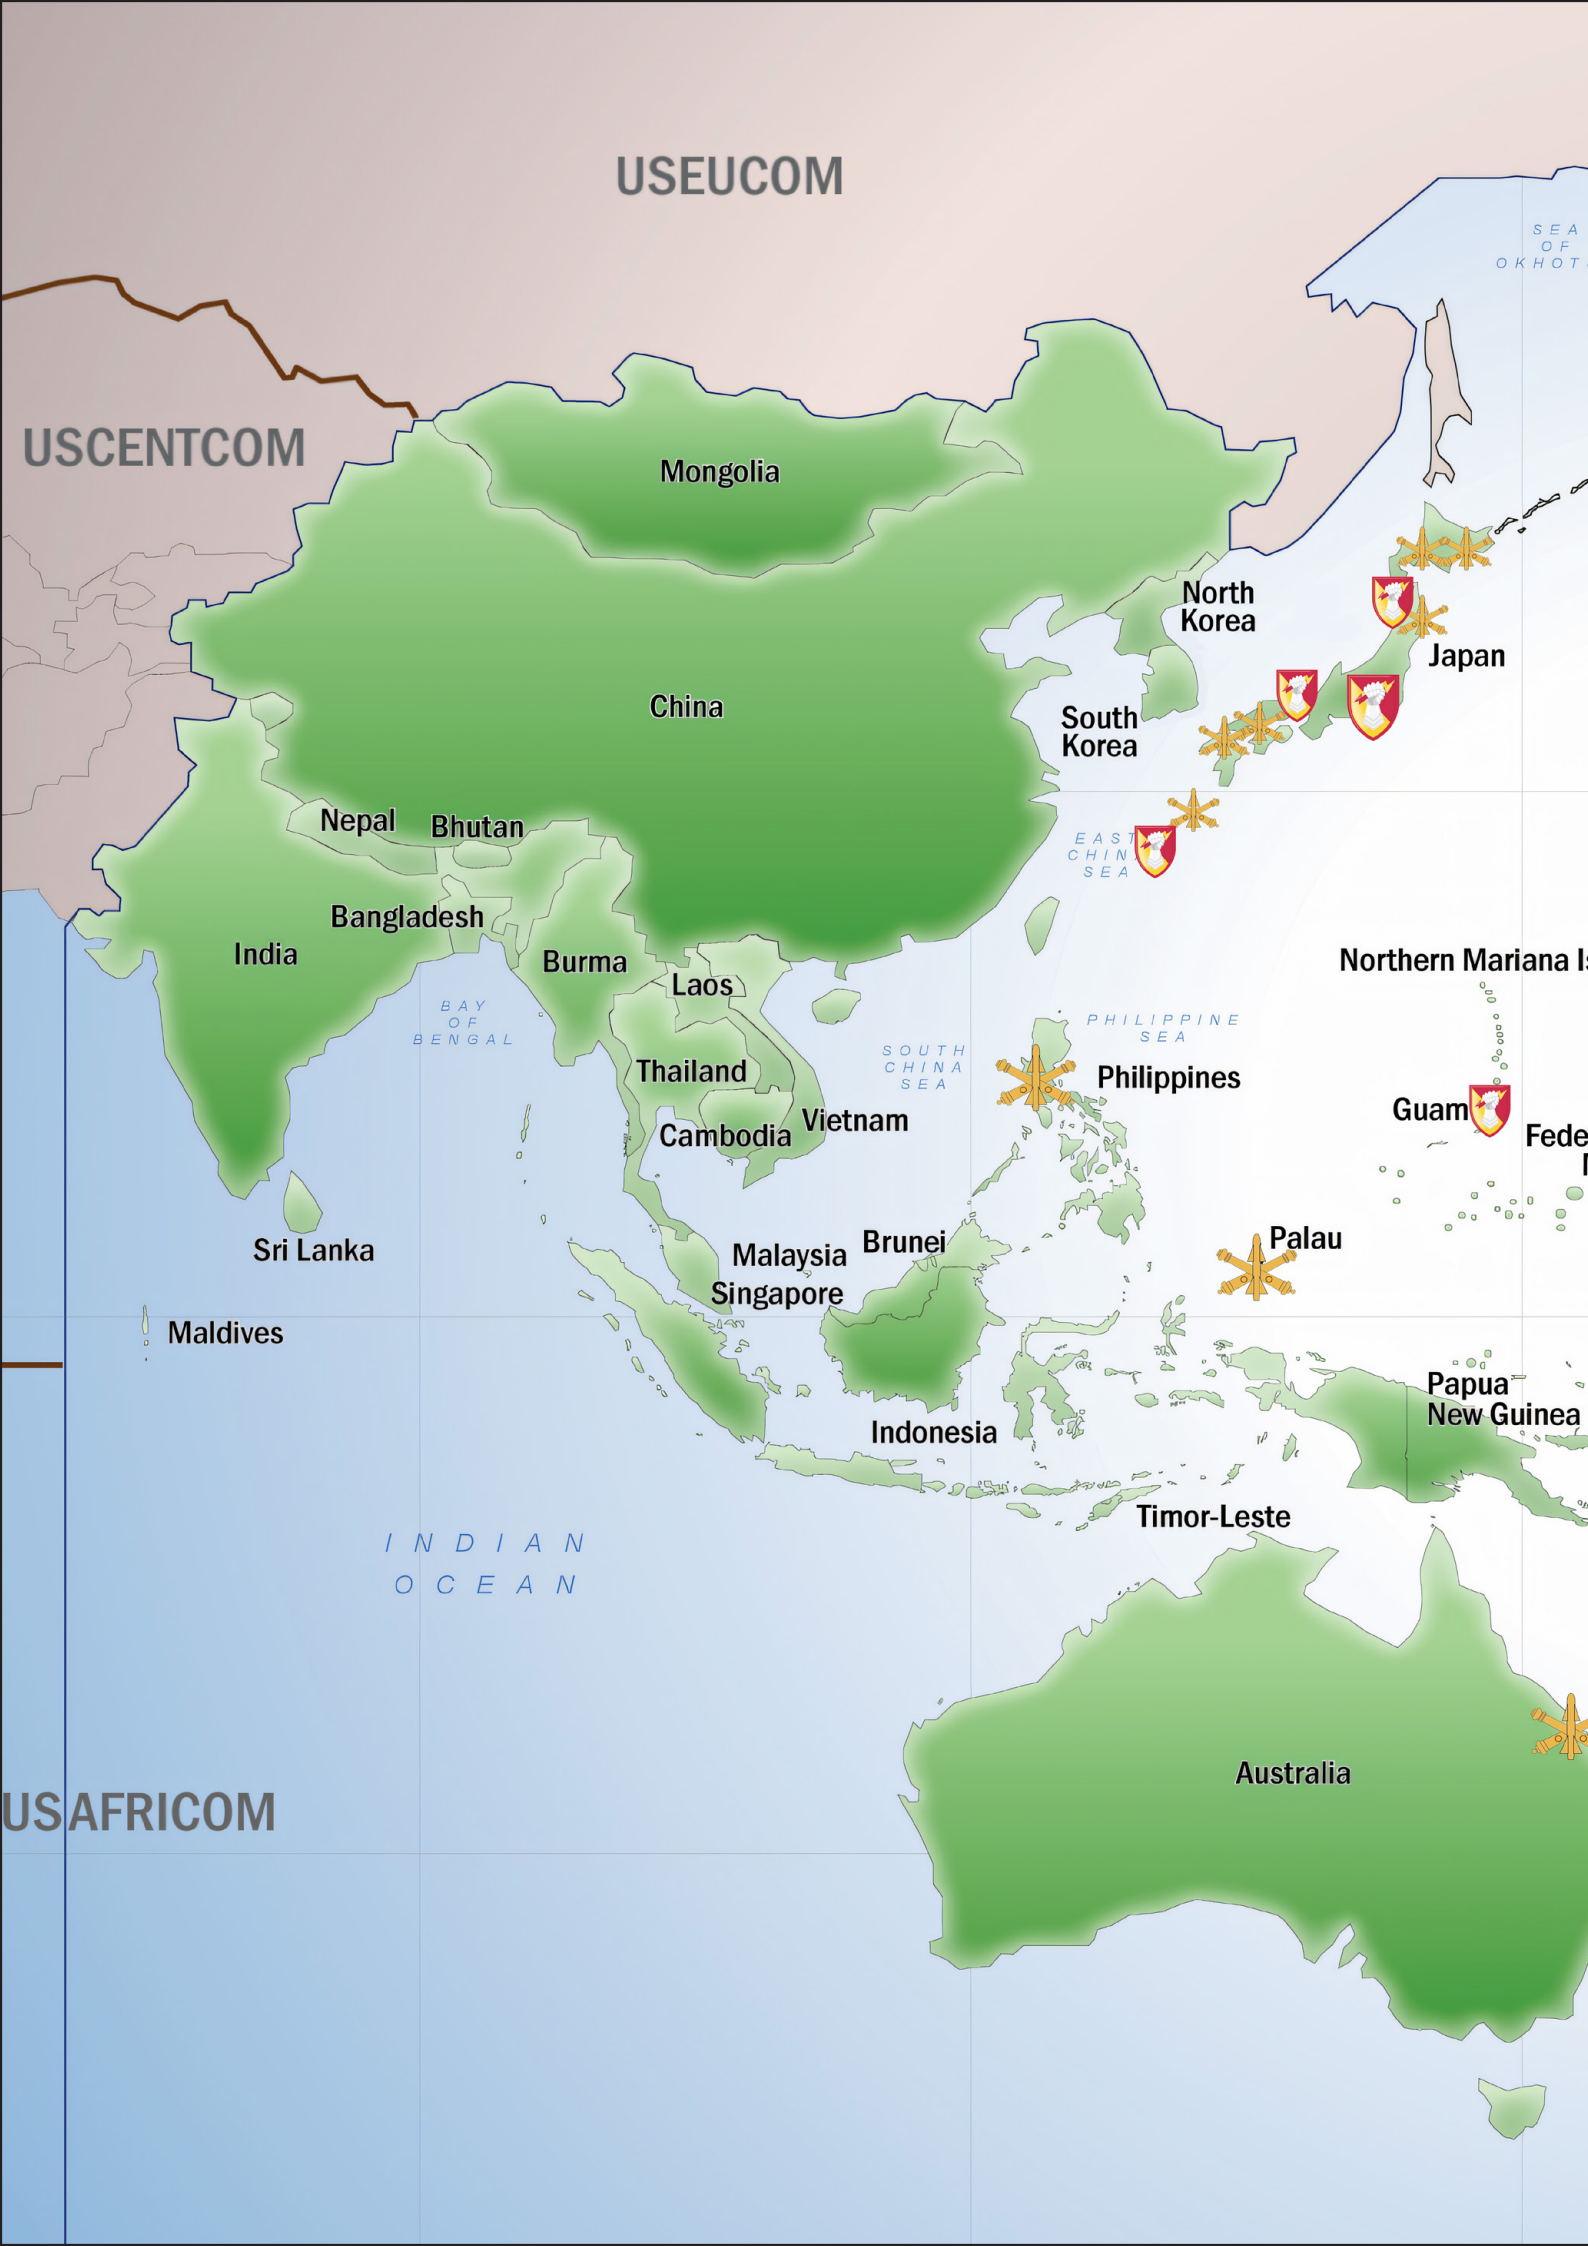 USEUCOM
SEA
OF
USCENTCOM
Mongolia
North
Korea
Japan
China
South
Korea
Nepal
Bhutan
EAST
SEA
Bangladesh
India
Burma
Laos
Northern Mariana
BAY
OF
BENGAL
PHILIPPINE
SEA
SOUTH
CHINA
SEA
Thailand
Philippines
Vietnam
Cambodia
Guam
Sri Lanka
Malaysia
Brunei
Palau
Singapore
Maldives
Papua
New Guinea
Indonesia
Timor-Leste
INDIAN
OCEAN
Australia
USAFRICOM